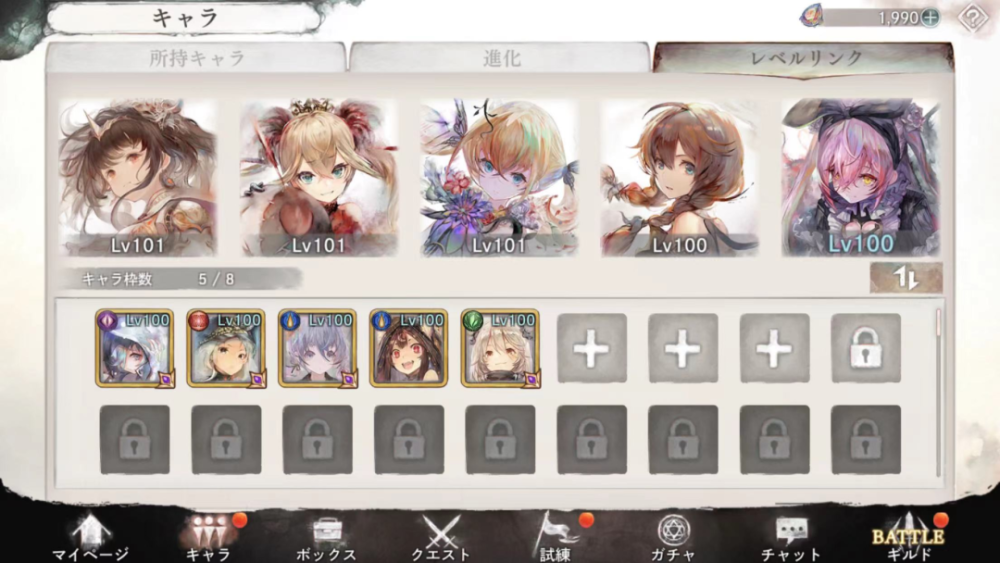 キャラ
1,990
所持キャラ
進化
レベルリンク
Lv101
Lv101
Lv101
Lv100
Lv100
キャラ枠数 5/8
Lv100
Lv100
Lv100
Lv100
Lv100
マイページ
キャラ
ボックス
クエスト
試練
ガチャ
チャット
BATTLE
ギルド